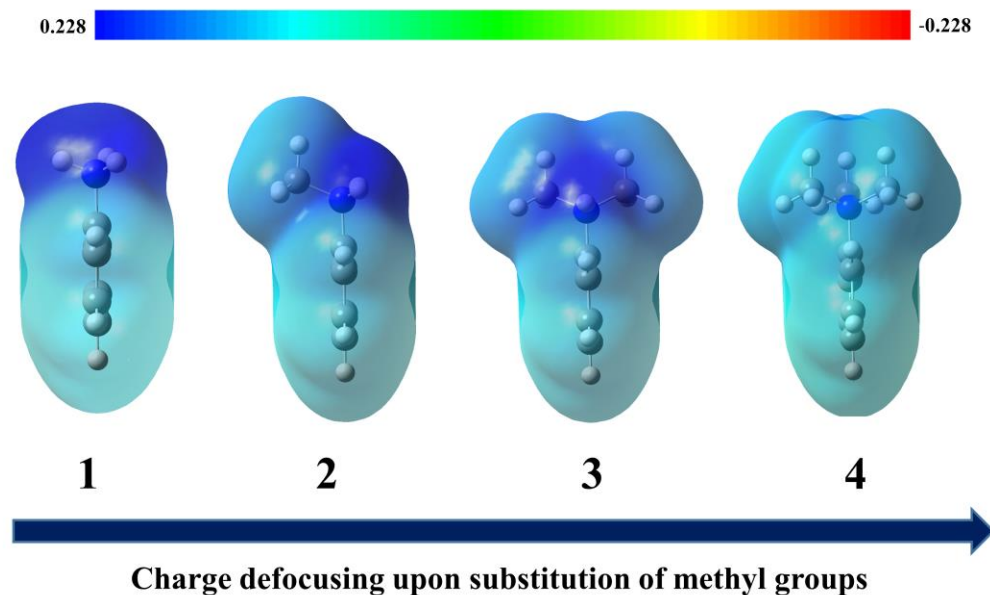 0.228 -0.228
1 2 3 4
Charge defocusing upon substitution of methyl groups